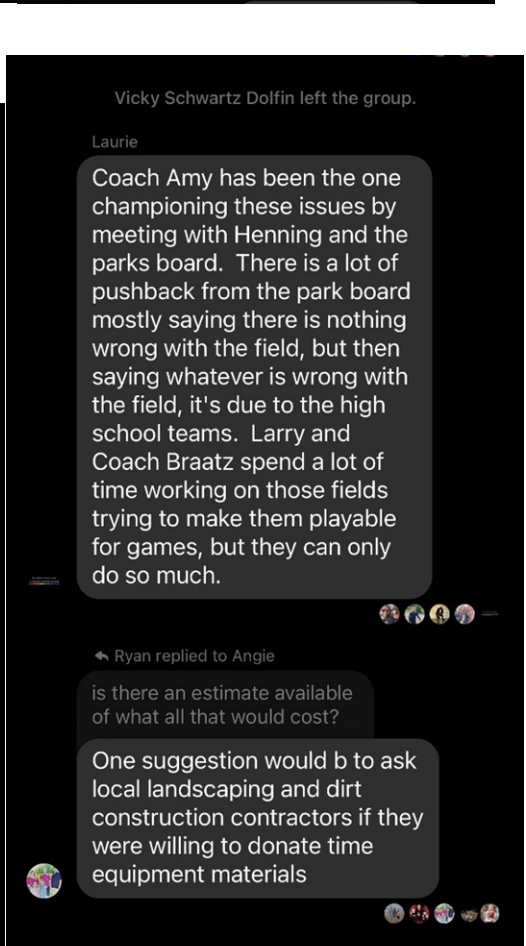 Vicky Schwartz Dolfin left the group.
Laurie
Coach Amy has been the one
championing these issues by
meeting with Henning and the
parks board.  There is a lot of
pushback from the park board
mostly saying there is nothing
wrong with the field, but then
saying whatever is wrong with
the field, it's due to the high
school teams.  Larry and
Coach Braatz spend a lot of
time working on those fields
trying to make them playable
for games, but they can only
do so much.
Ryan replied to Angie
is there an estimate available
of what all that would cost?
One suggestion would b to ask
local landscaping and dirt
construction contractors if they
were willing to donate time
equipment materials